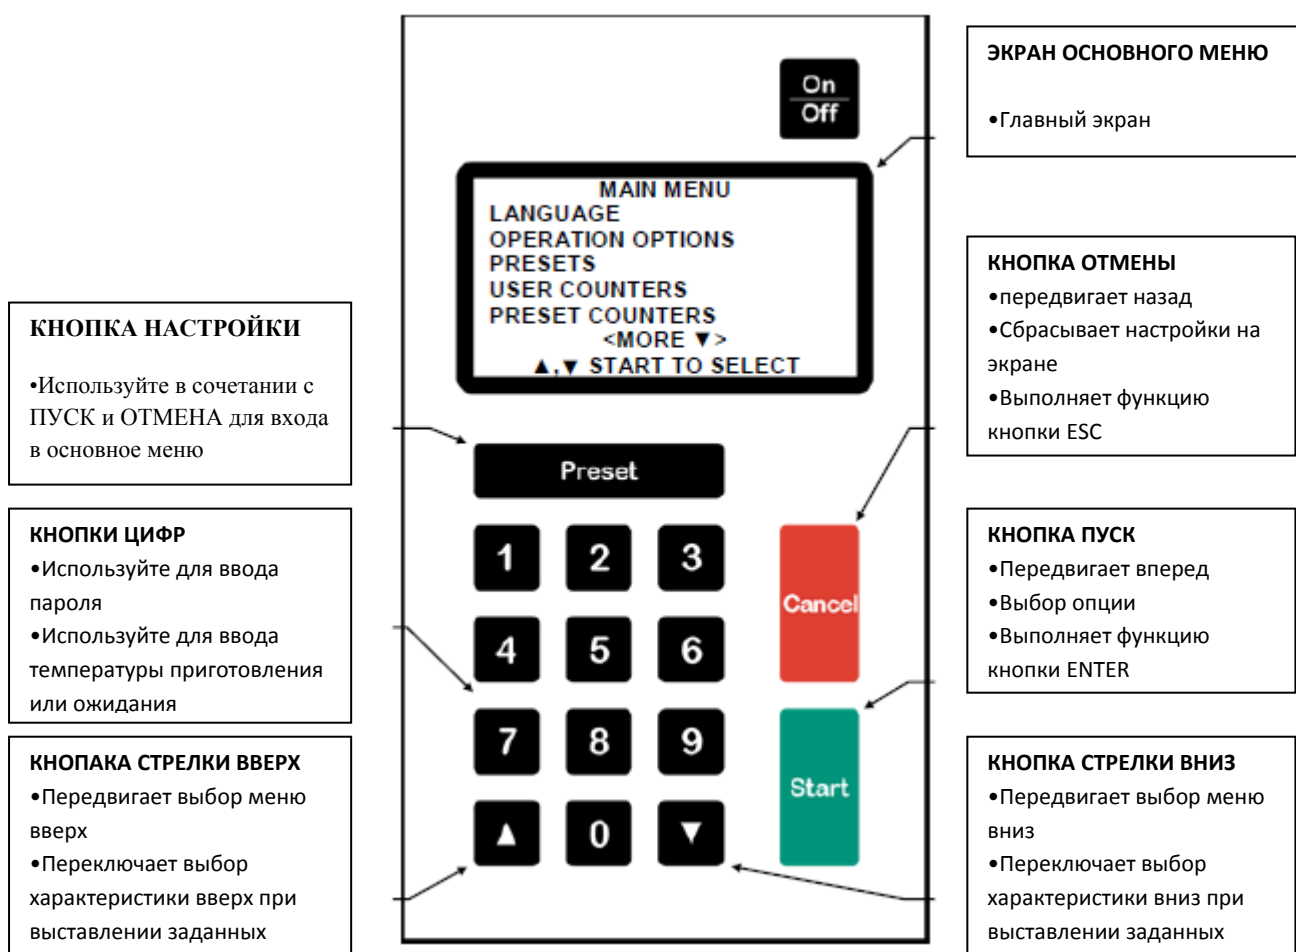 ЭКРАН ОСНОВНОГО МЕНЮ
•Главный экран
On
Off
MAIN MENU
LANGUAGE
OPERATION OPTIONS
PRESETS
USER COUNTERS
PRESET COUNTERS
<MORE ▼>
▲,▼ START TO SELECT
КНОПКА ОТМЕНЫ
•передвигает назад
•Сбрасывает настройки на
экране
•Выполняет функцию
кнопки ESC
КНОПКА НАСТРОЙКИ
•Используйте в сочетании с
ПУСК и ОТМЕНА для входа
в основное меню
Preset
1 2 3
4 5 6
7 8 9
▲ 0 ▼
Cancel
Start
КНОПКИ ЦИФР
•Используйте для ввода
пароля
•Используйте для ввода
температуры приготовления
или ожидания
КНОПКА ПУСК
•Передвигает вперед
•Выбор опции
•Выполняет функцию
кнопки ENTER
КНОПАКА СТРЕЛКИ ВВЕРХ
•Передвигает выбор меню
вверх
•Переключает выбор
характеристики вверх при
выставлении заданных
КНОПКА СТРЕЛКИ ВНИЗ
•Передвигает выбор меню
вниз
•Переключает выбор
характеристики вниз при
выставлении заданных